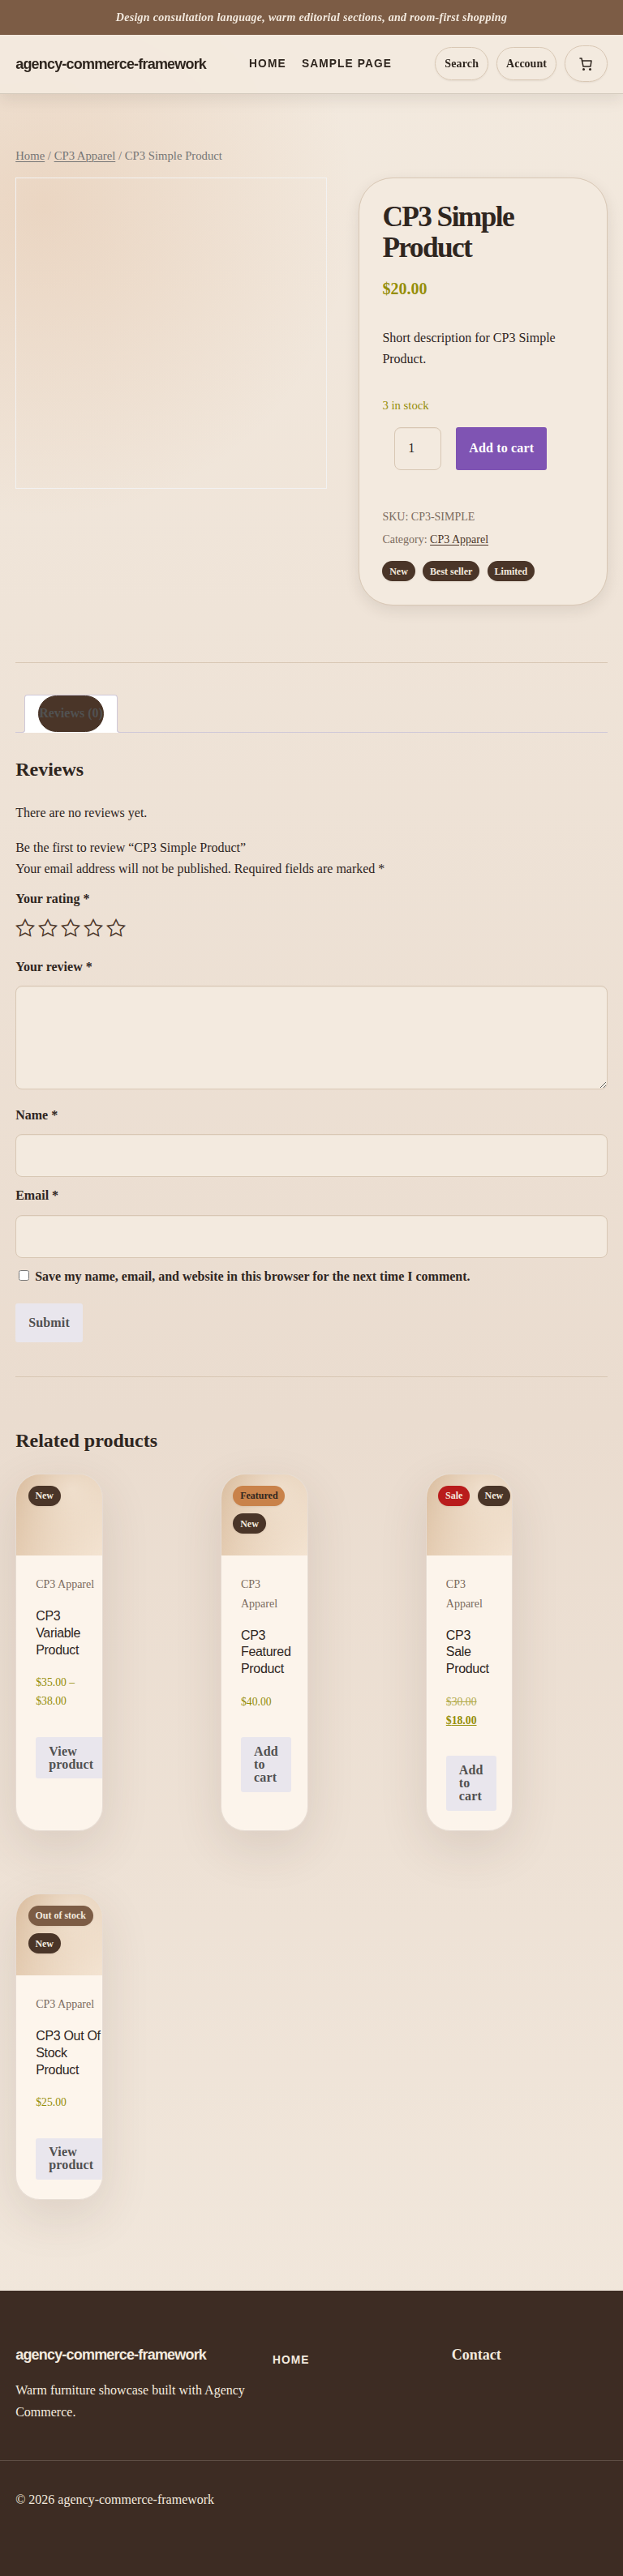 Design consultation language, warm editorial sections, and room-first shopping
agency-commerce-framework
HOME
SAMPLE PAGE
Search
Account
Home / CP3 Apparel / CP3 Simple Product
CP3 Simple
Product
$20.00
Short description for CP3 Simple
Product.
3 in stock
1
Add to cart
SKU: CP3-SIMPLE
Category: CP3 Apparel
New
Best seller
Limited
Reviews (0)
Reviews
There are no reviews yet.
Be the first to review “CP3 Simple Product”
Your email address will not be published. Required fields are marked *
Your rating *
Your review *
Name *
Email *
Save my name, email, and website in this browser for the next time I comment.
Submit
Related products
New
CP3 Apparel
CP3
Variable
Product
$35.00 –
$38.00
View
product
Featured
New
CP3
Apparel
CP3
Featured
Product
$40.00
Add
to
cart
Sale
New
CP3
Apparel
CP3
Sale
Product
$30.00
$18.00
Add
to
cart
Out of stock
New
CP3 Apparel
CP3 Out Of
Stock
Product
$25.00
View
product
agency-commerce-framework
Warm furniture showcase built with Agency
Commerce.
HOME
Contact
© 2026 agency-commerce-framework